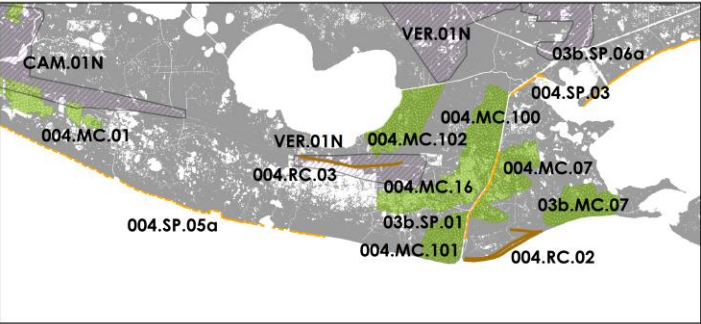 VER.01N
03b.SP.06a
CAM.01N
004.SP.03
004.MC.100
004.MC.01
VER.01N
004.MC.102
004.MC.07
004.RC.03
004.MC.16
03b.MC.07
004.SP.05a
03b.SP.01
004.MC.101
004.RC.02